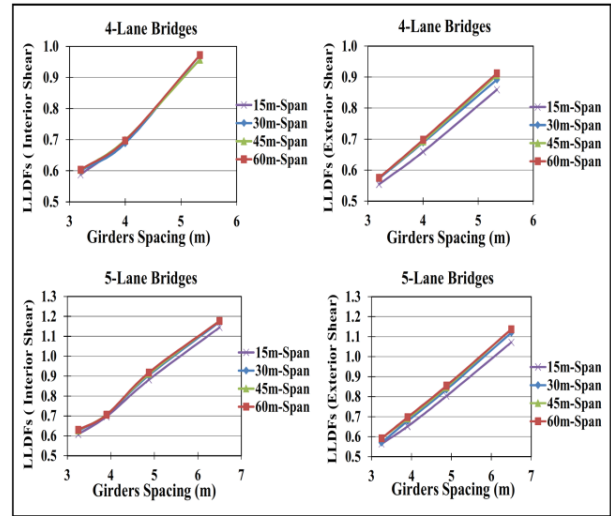 4-Lane Bridges
LLDFs ( Interior Shear)
1.0
0.9
0.8
0.7
0.6
0.5
3
4
5
6
Girders Spacing (m)
15m-Span
30m-Span
45m-Span
60m-Span
4-Lane Bridges
LLDFs (Exterior Shear)
1.0
0.9
0.8
0.7
0.6
0.5
3
4
5
6
Girders Spacing (m)
15m-Span
30m-Span
45m-Span
60m-Span
5-Lane Bridges
LLDFs ( Interior Shear)
1.3
1.2
1.1
1.0
0.9
0.8
0.7
0.6
0.5
3
4
5
6
7
Girders Spacing (m)
15m-Span
30m-Span
45m-Span
60m-Span
5-Lane Bridges
LLDFs (Exterior Shear)
1.3
1.2
1.1
1.0
0.9
0.8
0.7
0.6
0.5
3
4
5
6
7
Girders Spacing (m)
15m-Span
30m-Span
45m-Span
60m-Span